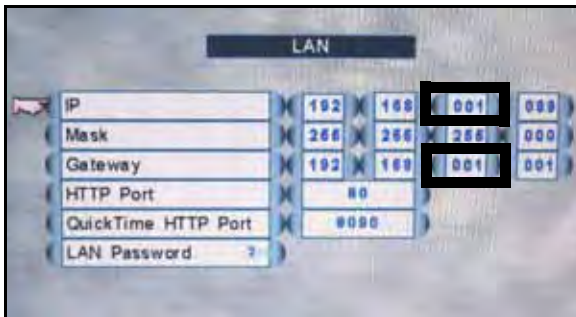 LAN
IP 192 168 001 088
Mask 255 255 255 000
Gateway 192 168 001 001
HTTP Port 80
QuickTime HTTP Port 8090
LAN Password ?